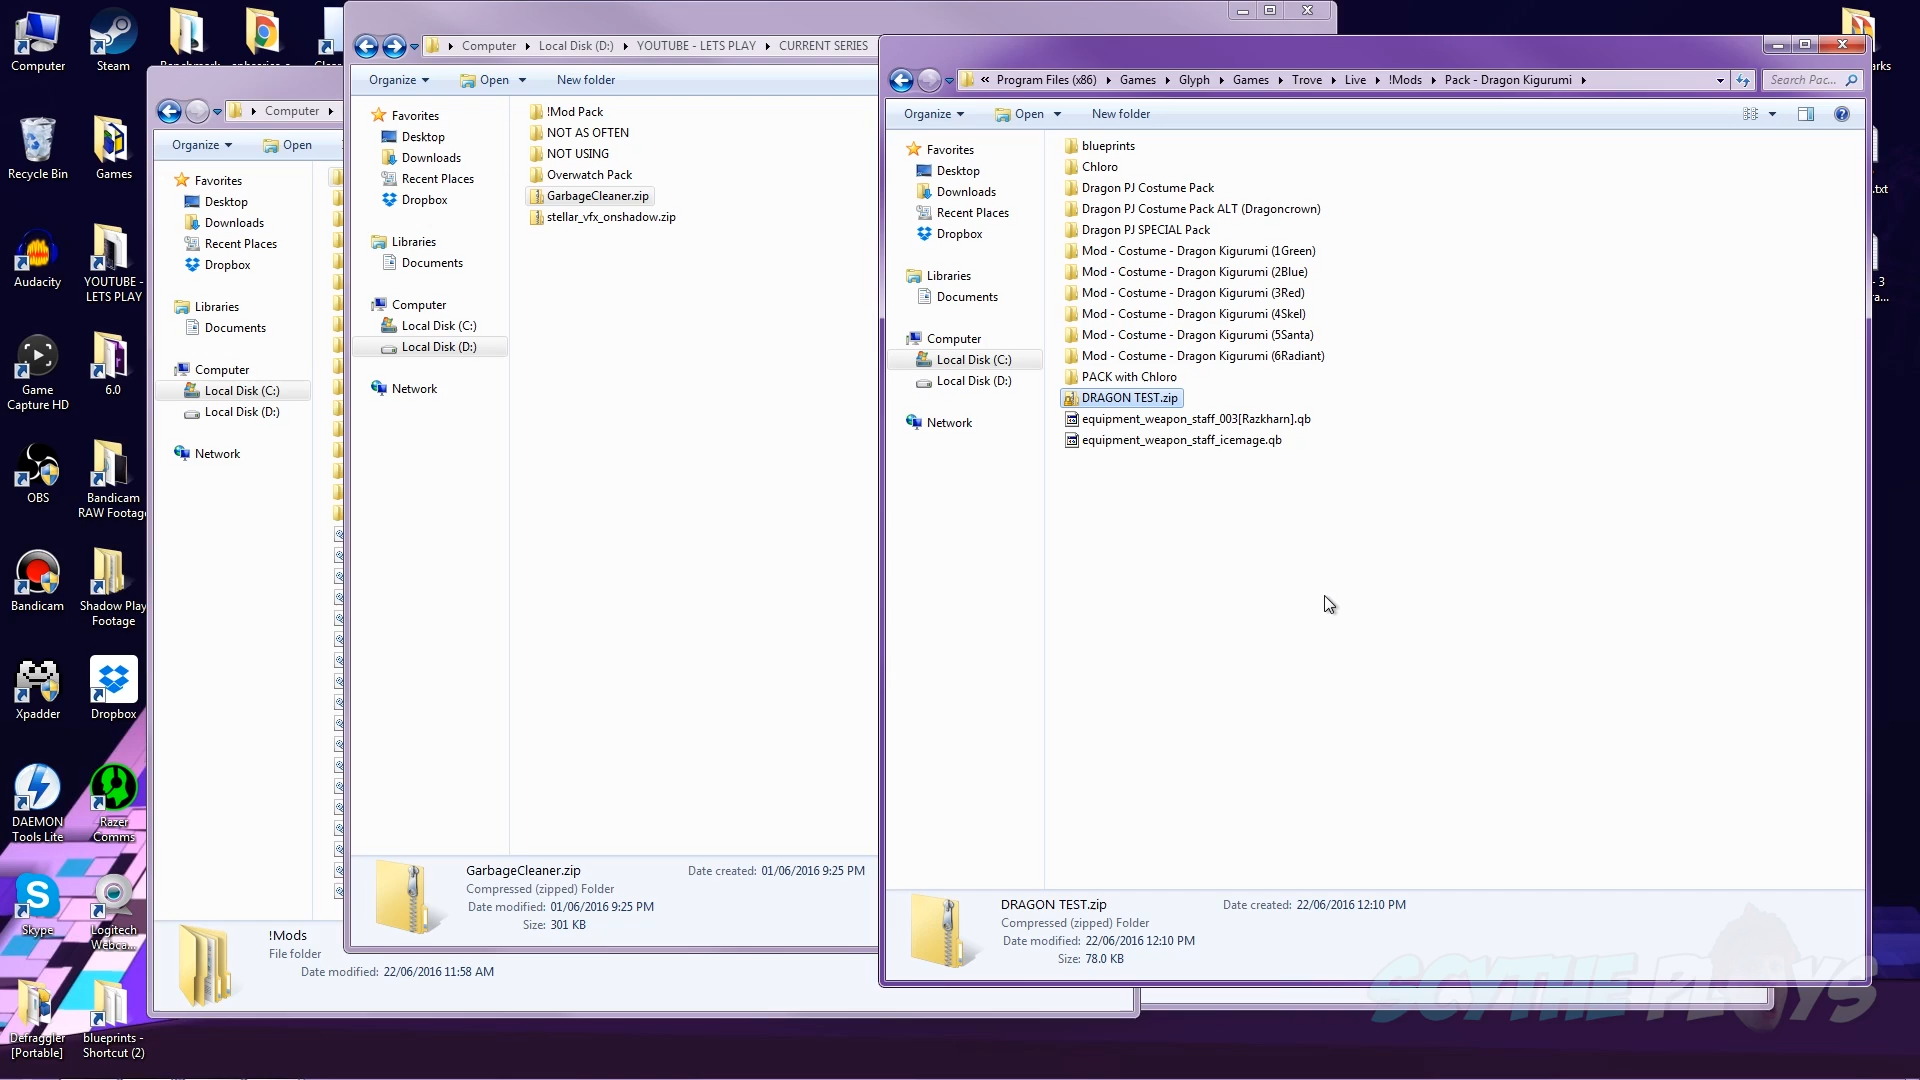 Computer
Steam
Recycle Bin
Games
Audacity
YOUTUBE -
LETS PLAY
Game
Capture HD
6.0
OBS
Bandicam
RAW Footage
Bandicam
Shadow Play
Footage
Xpadder
Dropbox
DAEMON
Tools Lite
Razer
Comms
Skype
Logitech
Webca...
Defraggler
[Portable]
blueprints -
Shortcut (2)
Computer
Organize
Open
Favorites
Desktop
Downloads
Recent Places
Dropbox
Libraries
Documents
Computer
Local Disk (C:)
Local Disk (D:)
Network
!Mods
File folder
Date modified: 22/06/2016 11:58 AM
Computer
Local Disk (D:)
YOUTUBE - LETS PLAY
CURRENT SERIES
Organize
Open
New folder
Favorites
Desktop
Downloads
Recent Places
Dropbox
Libraries
Documents
Computer
Local Disk (C:)
Local Disk (D:)
Network
!Mod Pack
NOT AS OFTEN
NOT USING
Overwatch Pack
GarbageCleaner.zip
stellar_vfx_onshadow.zip
GarbageCleaner.zip
Date created: 01/06/2016 9:25 PM
Compressed (zipped) Folder
Date modified: 01/06/2016 9:25 PM
Size: 301 KB
« Program Files (x86)
Games
Glyph
Games
Trove
Live
!Mods
Pack - Dragon Kigurumi
Search Pac...
Organize
Open
New folder
Favorites
Desktop
Downloads
Recent Places
Dropbox
Libraries
Documents
Computer
Local Disk (C:)
Local Disk (D:)
Network
blueprints
Chloro
Dragon PJ Costume Pack
Dragon PJ Costume Pack ALT (Dragoncrown)
Dragon PJ SPECIAL Pack
Mod - Costume - Dragon Kigurumi (1Green)
Mod - Costume - Dragon Kigurumi (2Blue)
Mod - Costume - Dragon Kigurumi (3Red)
Mod - Costume - Dragon Kigurumi (4Skel)
Mod - Costume - Dragon Kigurumi (5Santa)
Mod - Costume - Dragon Kigurumi (6Radiant)
PACK with Chloro
DRAGON TEST.zip
equipment_weapon_staff_003[Razkharn].qb
equipment_weapon_staff_icemage.qb
DRAGON TEST.zip
Date created: 22/06/2016 12:10 PM
Compressed (zipped) Folder
Date modified: 22/06/2016 12:10 PM
Size: 78.0 KB
SCYTHE PLAYS